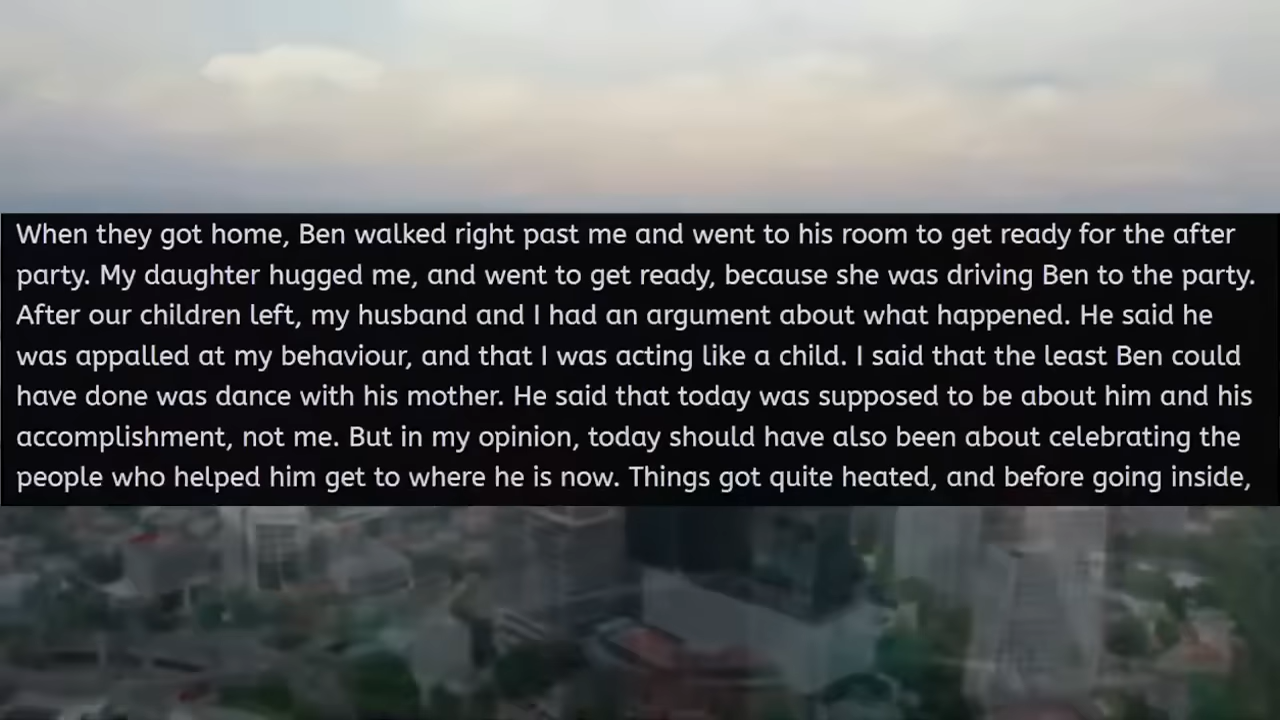 When they got home, Ben walked right past me and went to his room to get ready for the after
party. My daughter hugged me, and went to get ready, because she was driving Ben to the party.
After our children left, my husband and I had an argument about what happened. He said he
was appalled at my behaviour, and that I was acting like a child. I said that the least Ben could
have done was dance with his mother. He said that today was supposed to be about him and his
accomplishment, not me. But in my opinion, today should have also been about celebrating the
people who helped him get to where he is now. Things got quite heated, and before going inside,